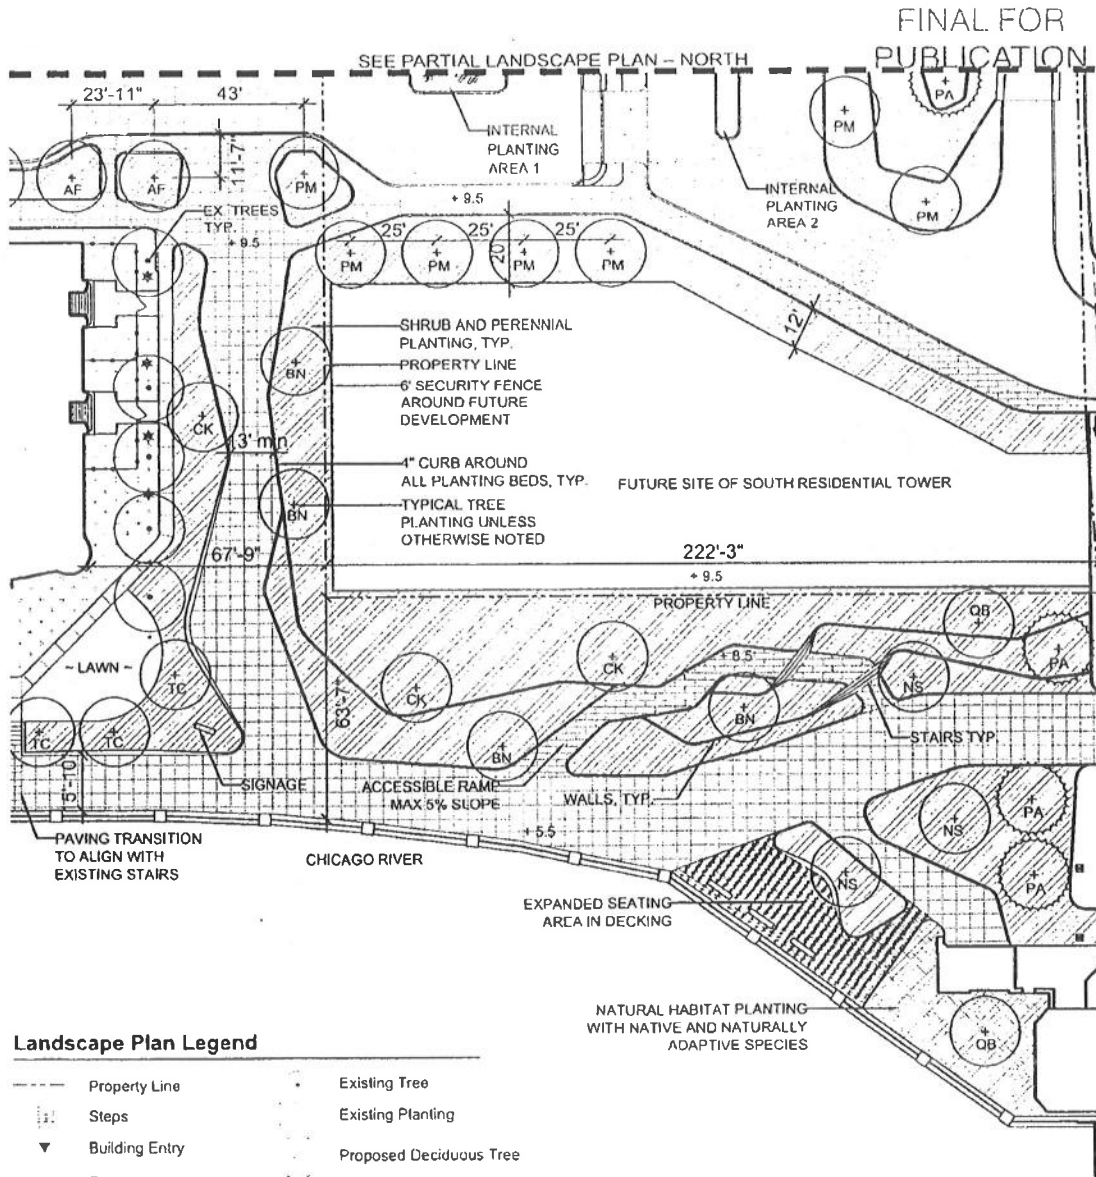 FINAL FOR
PUBLICATION
SEE PARTIAL LANDSCAPE PLAN – NORTH
23'-11"
43'
11'-7"
AF
AF
PM
INTERNAL
PLANTING
AREA 1
INTERNAL
PLANTING
AREA 2
PA
PM
PM
EX. TREES
TYP.
+ 9.5
+ 9.5
25'
25'
25'
20'
PM
PM
PM
PM
12'
SHRUB AND PERENNIAL
PLANTING, TYP.
PROPERTY LINE
6' SECURITY FENCE
AROUND FUTURE
DEVELOPMENT
BN
CK
4" CURB AROUND
ALL PLANTING BEDS, TYP.
TYPICAL TREE
PLANTING UNLESS
OTHERWISE NOTED
BN
FUTURE SITE OF SOUTH RESIDENTIAL TOWER
67'-9"
222'-3"
+ 9.5
PROPERTY LINE
~ LAWN ~
TC
TC
TC
63'-7"
CK
CK
BN
BN
8.5'
QB
PA
NS
STAIRS TYP.
SIGNAGE
ACCESSIBLE RAMP
MAX 5% SLOPE
WALLS, TYP.
+ 5.5
PAVING TRANSITION
TO ALIGN WITH
EXISTING STAIRS
CHICAGO RIVER
NS
PA
PA
NS
EXPANDED SEATING
AREA IN DECKING
NATURAL HABITAT PLANTING
WITH NATIVE AND NATURALLY
ADAPTIVE SPECIES
QB
Landscape Plan Legend
Property Line
Steps
Building Entry
Existing Tree
Existing Planting
Proposed Deciduous Tree